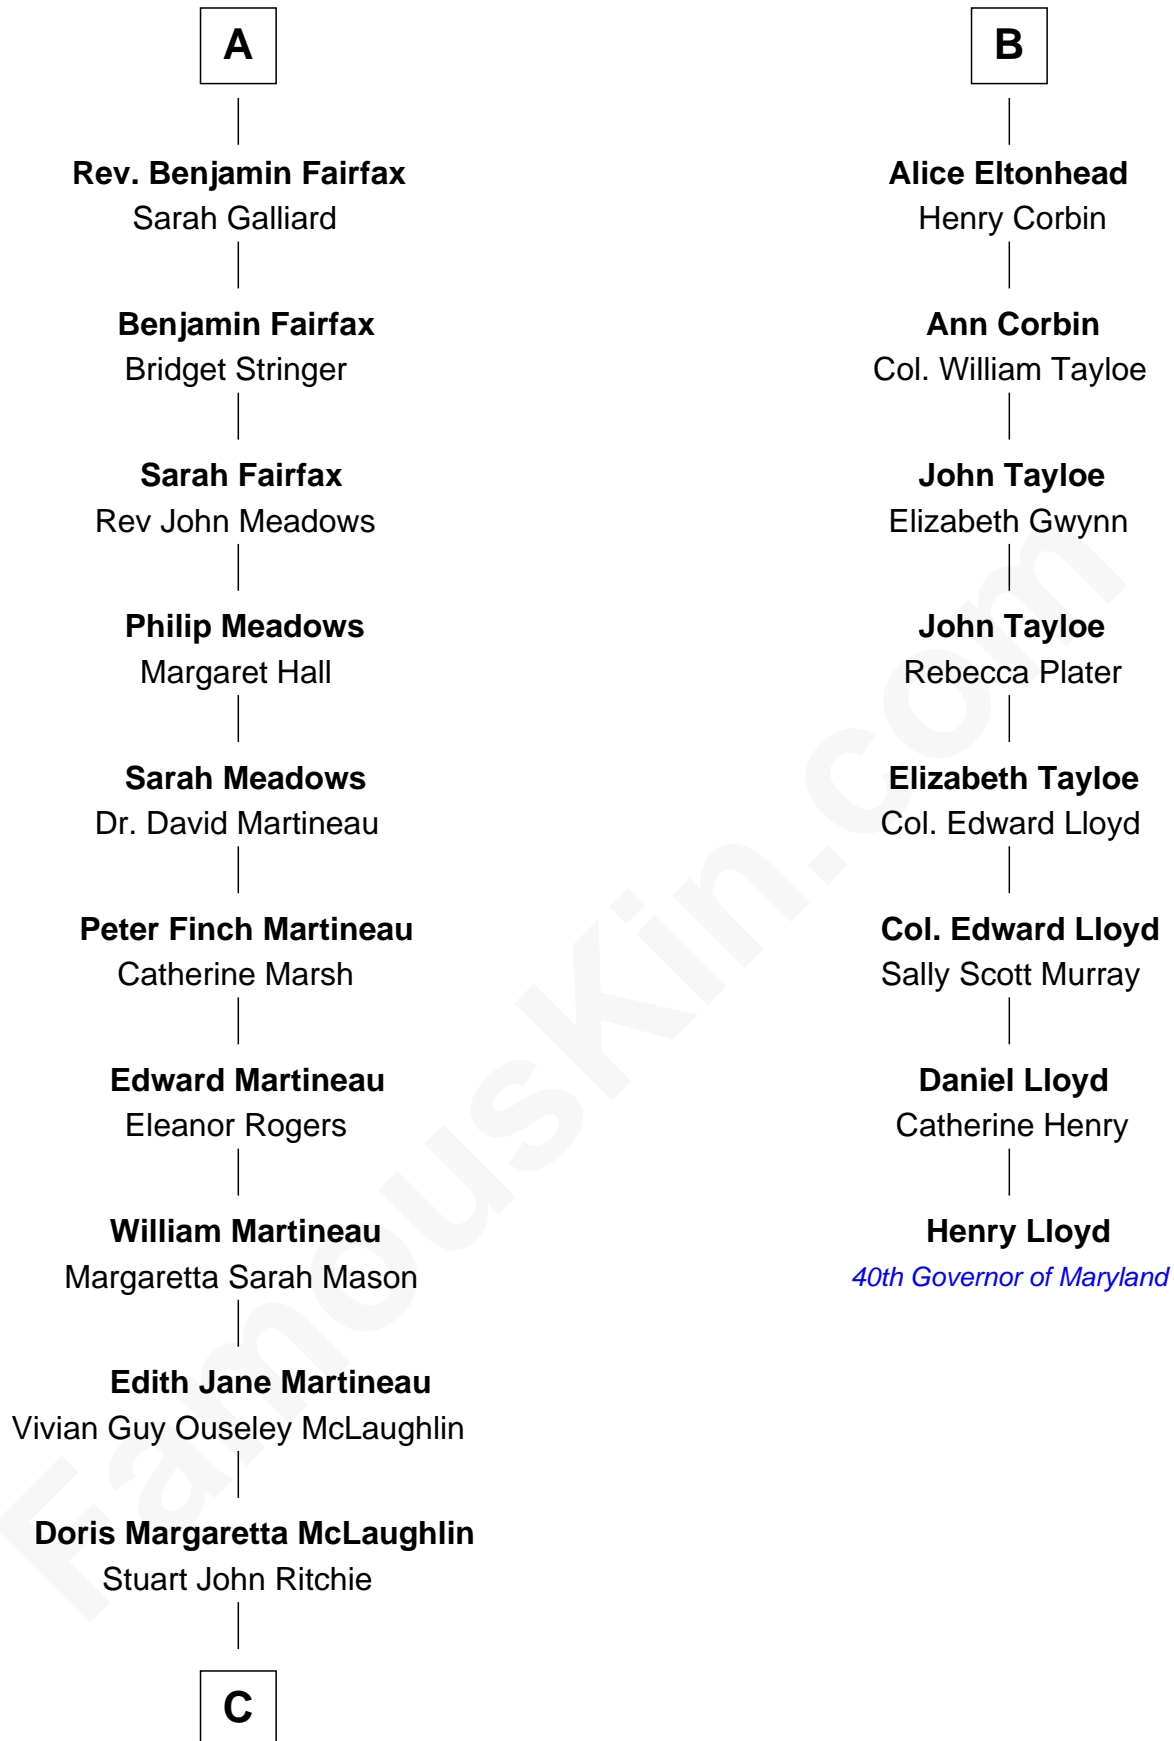 A
Rev. Benjamin Fairfax
Sarah Galliard
Benjamin Fairfax
Bridget Stringer
Sarah Fairfax
Rev John Meadows
Philip Meadows
Margaret Hall
Sarah Meadows
Dr. David Martineau
Peter Finch Martineau
Catherine Marsh
Edward Martineau
Eleanor Rogers
William Martineau
Margaretta Sarah Mason
Edith Jane Martineau
Vivian Guy Ouseley McLaughlin
Doris Margaretta McLaughlin
Stuart John Ritchie
C
B
Alice Eltonhead
Henry Corbin
Ann Corbin
Col. William Tayloe
John Tayloe
Elizabeth Gwynn
John Tayloe
Rebecca Plater
Elizabeth Tayloe
Col. Edward Lloyd
Col. Edward Lloyd
Sally Scott Murray
Daniel Lloyd
Catherine Henry
Henry Lloyd
40th Governor of Maryland
FamousKin.com